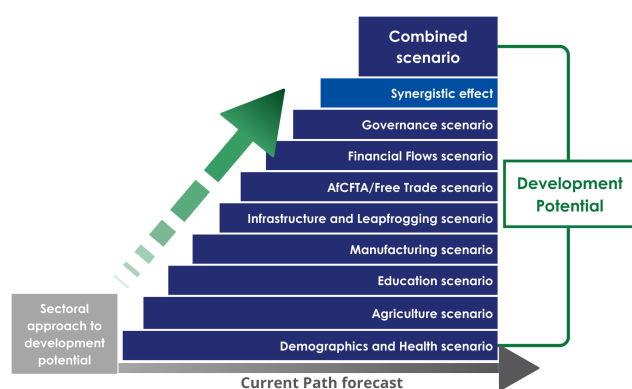 Combined
scenario
Synergistic effect
Governance scenario
Financial Flows scenario
AfCFTA/Free Trade scenario
Infrastructure and Leapfrogging scenario
Manufacturing scenario
Education scenario
Agriculture scenario
Demographics and Health scenario
Development
Potential
Sectoral
approach to
development
potential
Current Path forecast